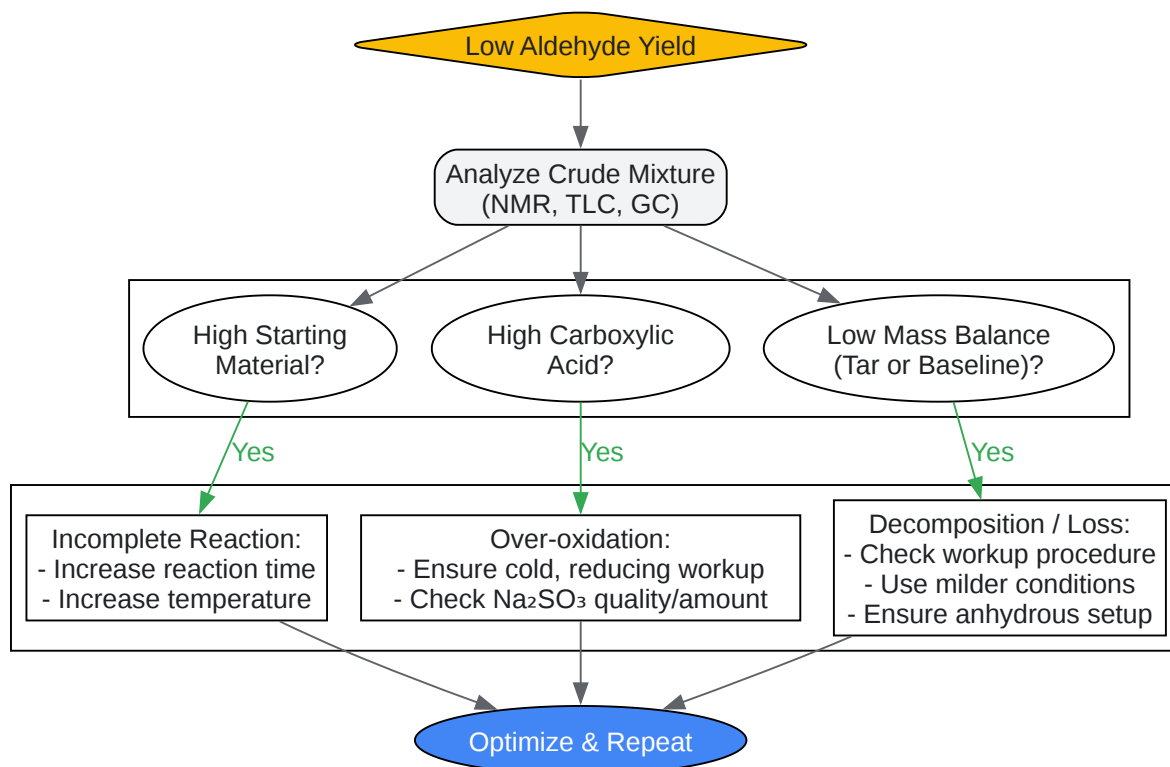 Low Aldehyde Yield
Analyze Crude Mixture
(NMR, TLC, GC)
High Starting
Material?
High Carboxylic
Acid?
Low Mass Balance
(Tar or Baseline)?
Yes
Yes
Yes
Incomplete Reaction:
- Increase reaction time
- Increase temperature
Over-oxidation:
- Ensure cold, reducing workup
- Check Na₂SO₃ quality/amount
Decomposition / Loss:
- Check workup procedure
- Use milder conditions
- Ensure anhydrous setup
Optimize & Repeat